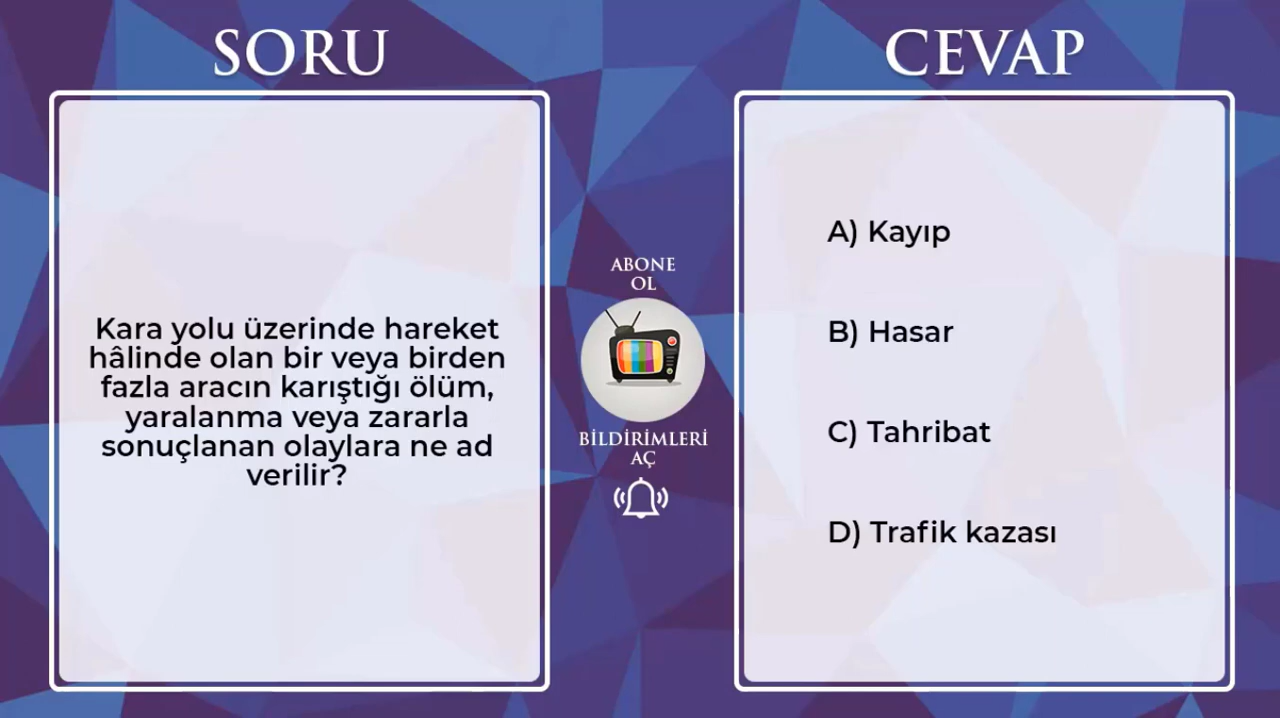 SORU
Kara yolu üzerinde hareket
hâlinde olan bir veya birden
fazla aracın karıştığı ölüm,
yaralanma veya zararla
sonuçlanan olaylara ne ad
verilir?
ABONE
OL
BİLDİRİMLERİ
AÇ
CEVAP
A) Kayıp
B) Hasar
C) Tahribat
D) Trafik kazası